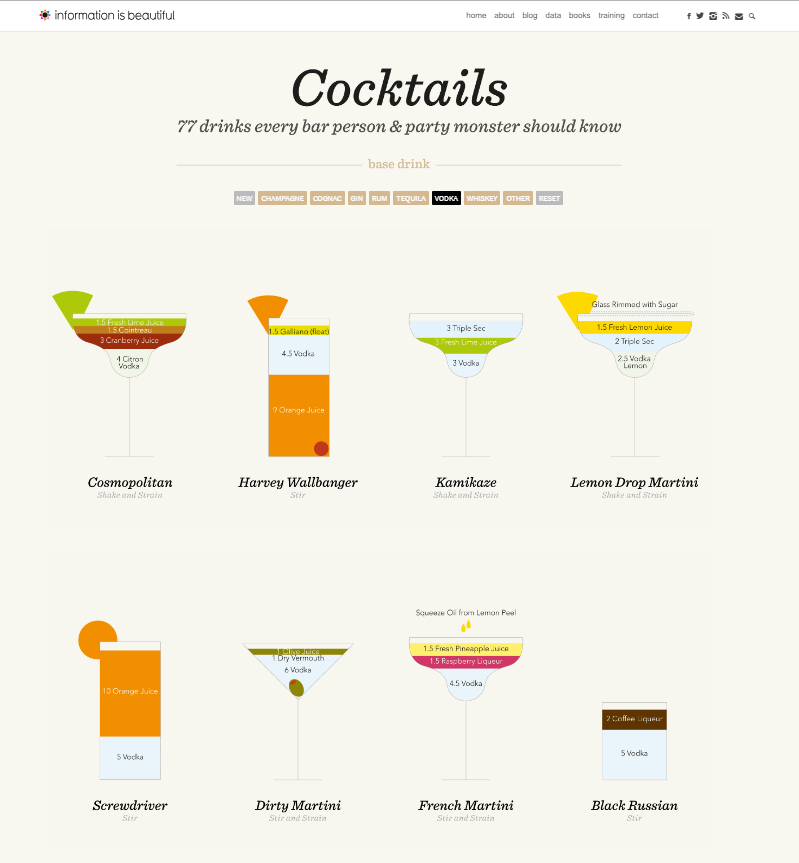 information is beautiful
home about blog data books training contact
Cocktails
77 drinks every bar person & party monster should know
base drink
NEW CHAMPAGNE COGNAC GIN RUM TEQUILA VODKA WHISKEY OTHER RESET
1.5 Fresh Lime Juice
1.5 Cointreau
3 Cranberry Juice
4 Citron
Vodka
Cosmopolitan
Shake and Strain
1.5 Galliano (float)
4.5 Vodka
9 Orange Juice
Harvey Wallbanger
Stir
3 Triple Sec
3 Fresh Lime Juice
3 Vodka
Kamikaze
Shake and Strain
Glass Rimmed with Sugar
1.5 Fresh Lemon Juice
2 Triple Sec
2.5 Vodka
Lemon
Lemon Drop Martini
Shake and Strain
10 Orange Juice
5 Vodka
Screwdriver
Stir
1 Olive Juice
1 Dry Vermouth
6 Vodka
Dirty Martini
Stir and Strain
Squeeze Oil from Lemon Peel
1.5 Fresh Pineapple Juice
1.5 Raspberry Liqueur
4.5 Vodka
French Martini
Stir and Strain
2 Coffee Liqueur
5 Vodka
Black Russian
Stir